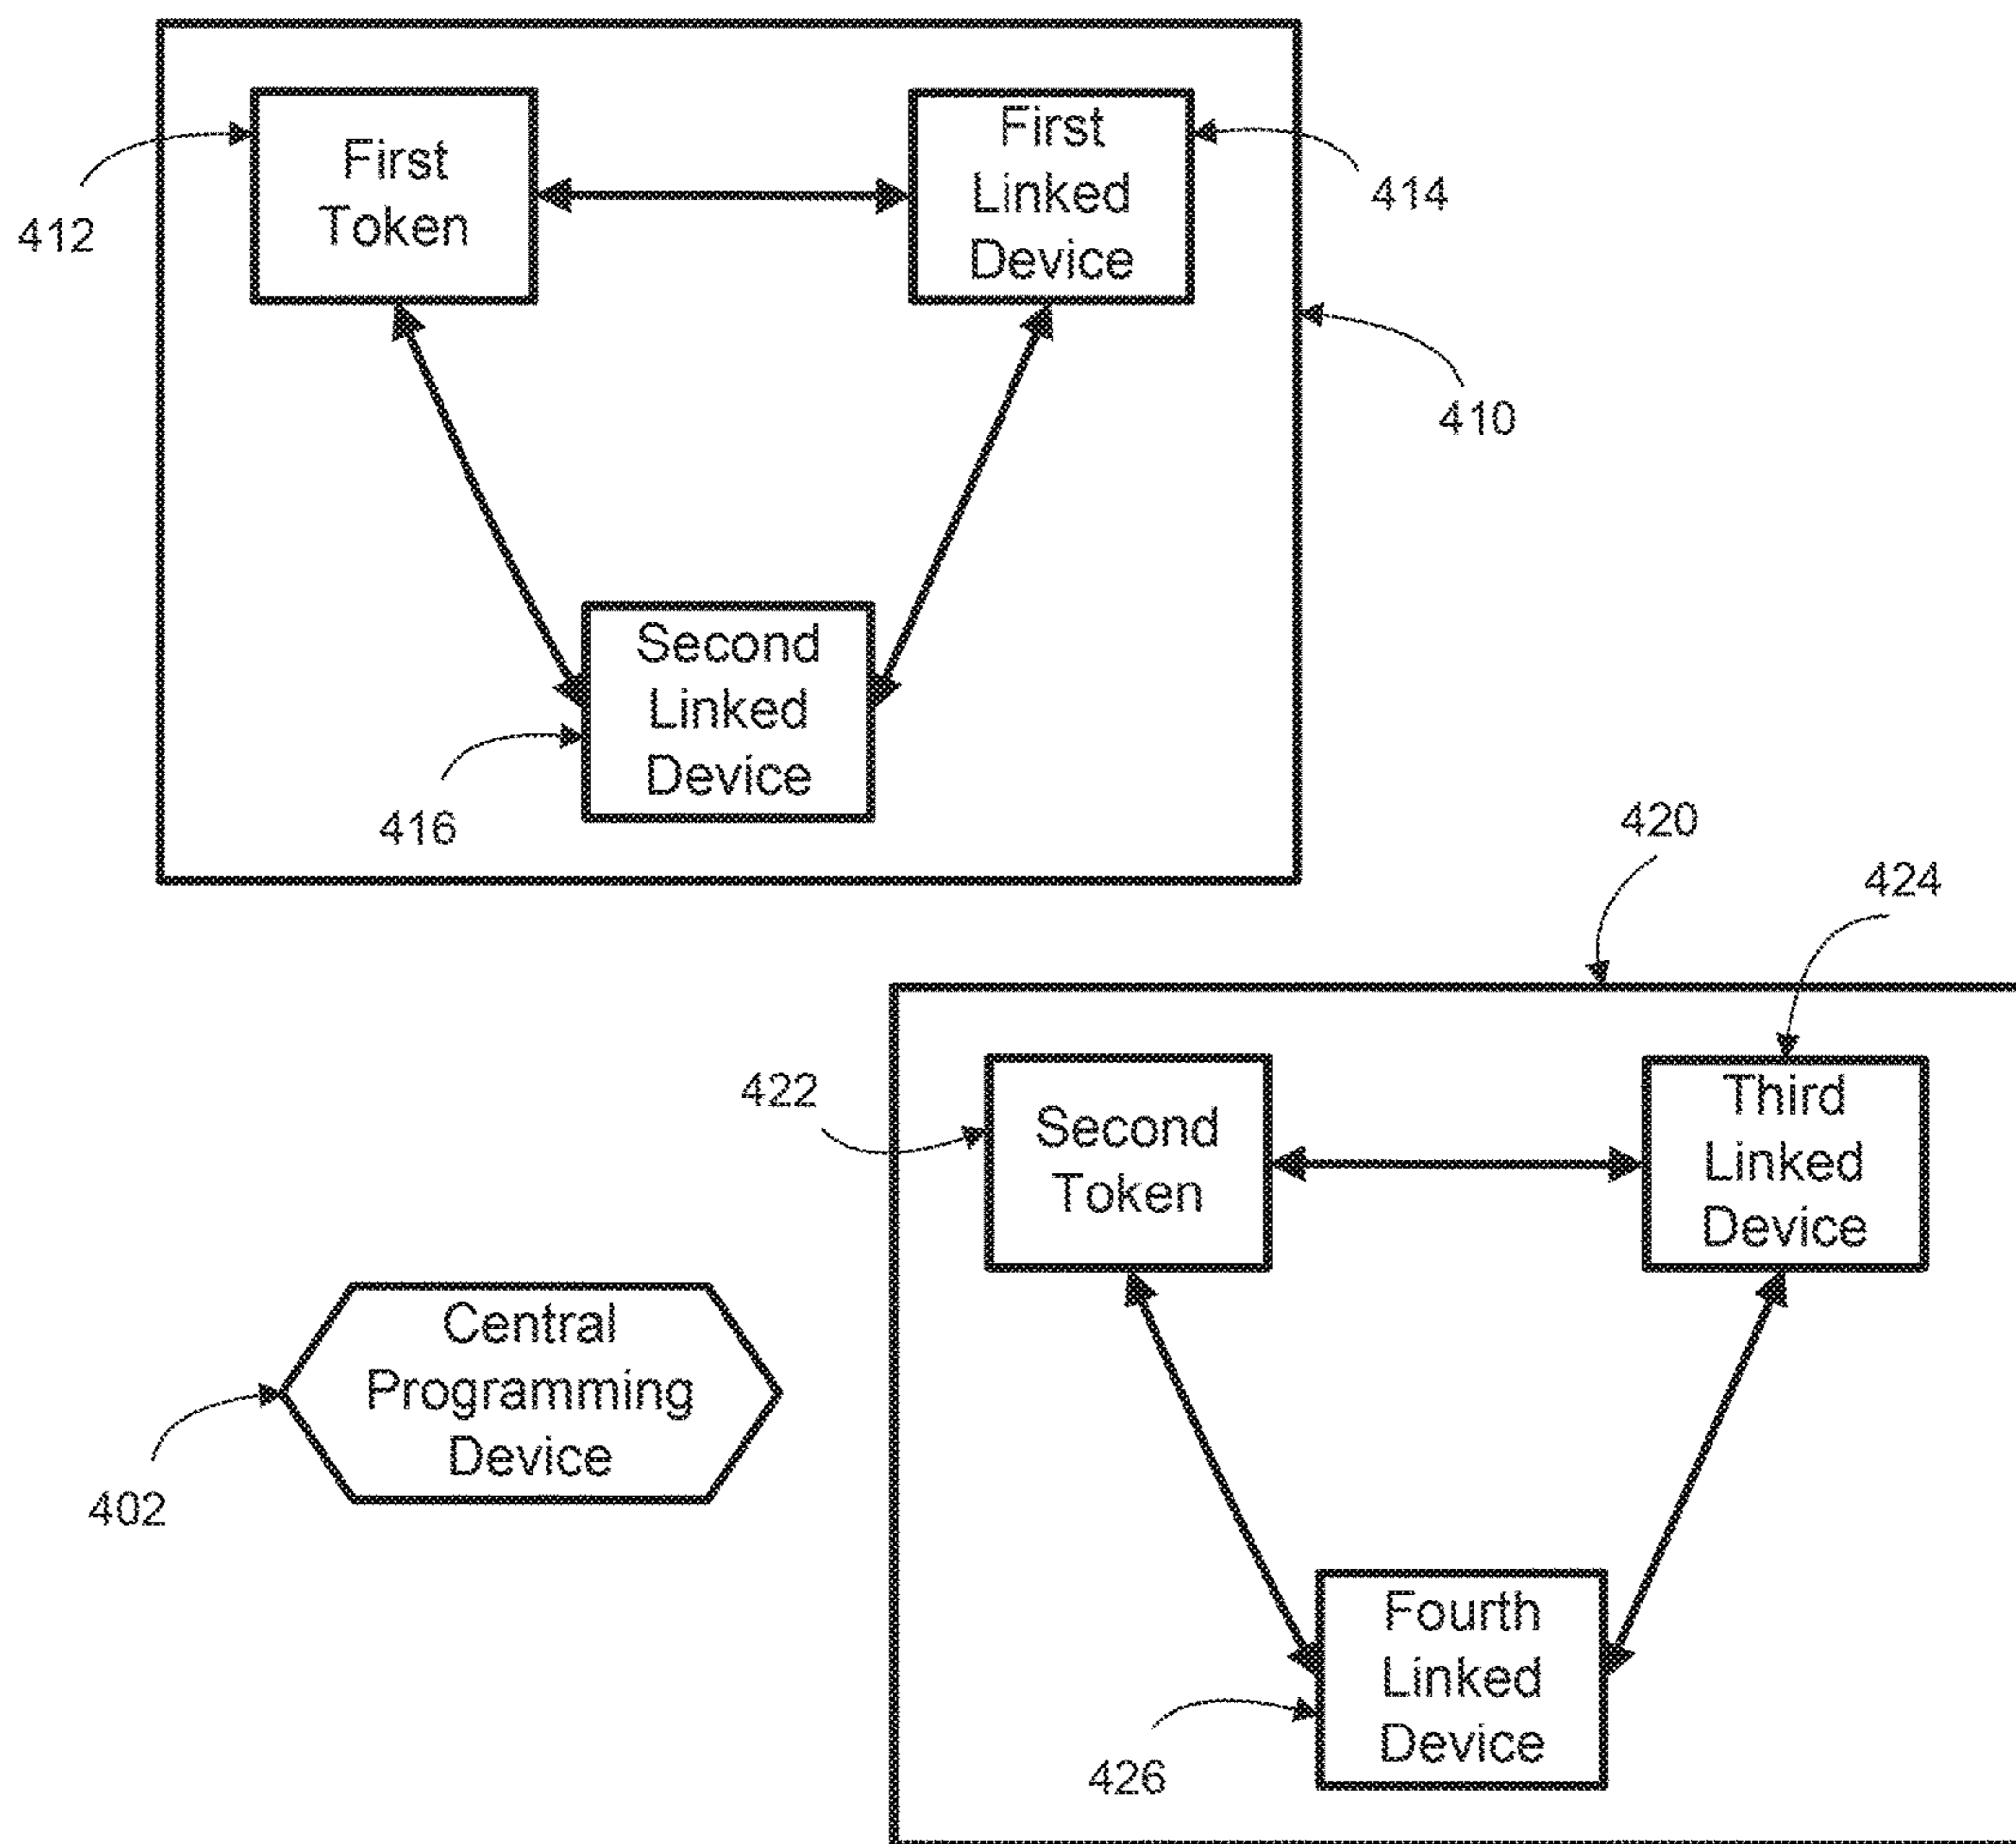 First
Token
First
Linked
Device
412
414
410
Second
Linked
Device
416
420
424
422
Second
Token
Third
Linked
Device
Central
Programming
Device
402
Fourth
Linked
Device
426